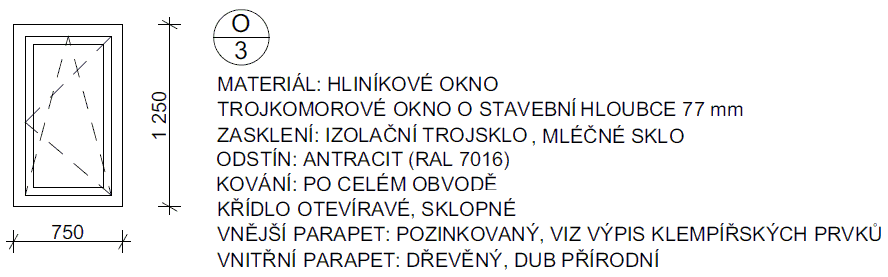 O
3
MATERIÁL: HLINÍKOVÉ OKNO
TROJKOMOROVÉ OKNO O STAVEBNÍ HLOUBCE 77 mm
ZASKLENÍ: IZOLAČNÍ TROJSKLO , MLÉČNÉ SKLO
ODSTÍN: ANTRACIT (RAL 7016)
KOVÁNÍ: PO CELÉM OBVODĚ
KŘÍDLO OTEVÍRAVÉ, SKLOPNÉ
VNĚJŠÍ PARAPET: POZINKOVANÝ, VIZ VÝPIS KLEMPÍŘSKÝCH PRVKŮ
VNITŘNÍ PARAPET: DŘEVĚNÝ, DUB PŘÍRODNÍ
1 250
750